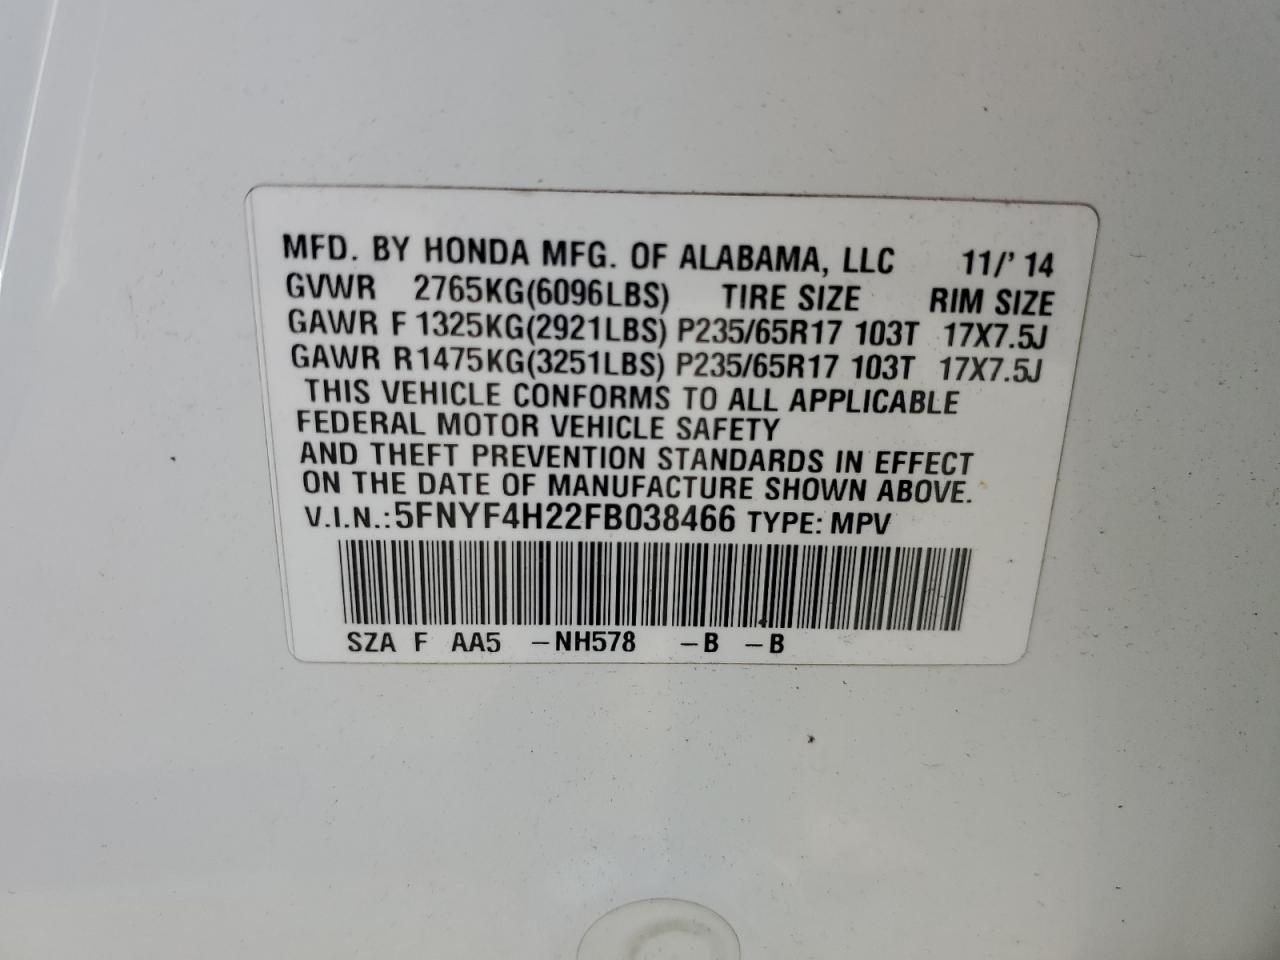 MFD. BY HONDA MFG. OF ALABAMA, LLC 11/' 14
GVWR 2765KG(6096LBS) TIRE SIZE RIM SIZE
GAWR F 1325KG(2921LBS) P235/65R17 103T 17X7.5J
GAWR R 1475KG(3251LBS) P235/65R17 103T 17X7.5J
THIS VEHICLE CONFORMS TO ALL APPLICABLE
FEDERAL MOTOR VEHICLE SAFETY
AND THEFT PREVENTION STANDARDS IN EFFECT
ON THE DATE OF MANUFACTURE SHOWN ABOVE.
V.I.N.:5FNYF4H22FB038466 TYPE: MPV
SZA F AA5 -NH578 -B -B